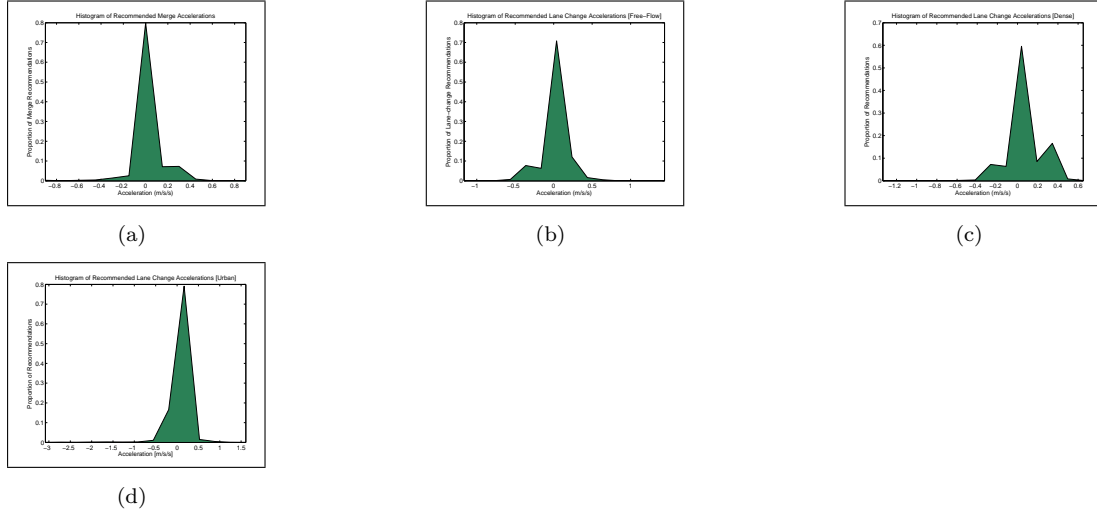 Histogram of Recommended Merge Accelerations
0.8
0.7
0.6
0.5
0.4
0.3
0.2
0.1
0
Proportion of Merge Recommendations
−0.8 −0.6 −0.4 −0.2 0 0.2 0.4 0.6 0.8
Acceleration (m/s/s)
(a)
Histogram of Recommended Lane Change Accelerations [Free−Flow]
0.8
0.7
0.6
0.5
0.4
0.3
0.2
0.1
0
Proportion of Lane−change Recommendations
−1 −0.5 0 0.5 1
Acceleration (m/s/s)
(b)
Histogram of Recommended Lane Change Accelerations [Dense]
0.7
0.6
0.5
0.4
0.3
0.2
0.1
0
Proportion of Recommendations
−1.2 −1 −0.8 −0.6 −0.4 −0.2 0 0.2 0.4 0.6
Acceleration (m/s/s)
(c)
Histogram of Recommended Lane Change Accelerations [Urban]
0.8
0.7
0.6
0.5
0.4
0.3
0.2
0.1
0
Proportion of Recommendations
−3 −2.5 −2 −1.5 −1 −0.5 0 0.5 1 1.5
Acceleration [m/s/s]
(d)